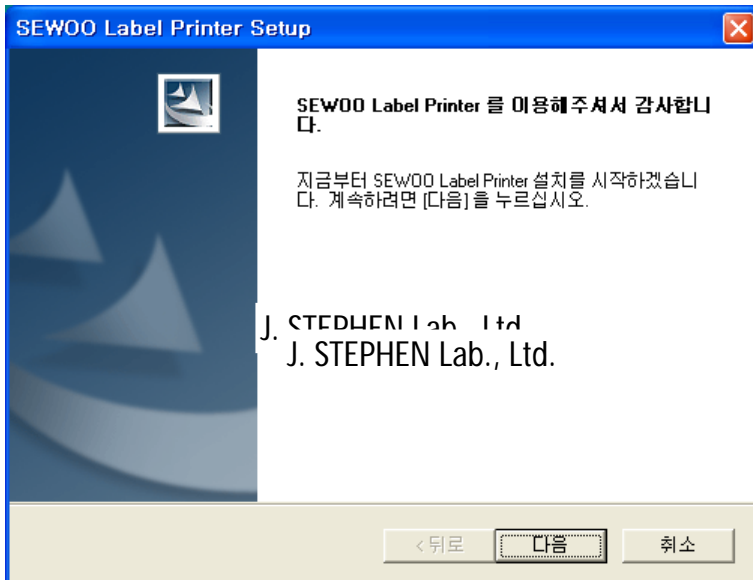 SEWOO Label Printer Setup
SEWOO Label Printer 를 이용해주셔서 감사합니
다.
지금부터 SEWOO Label Printer 설치를 시작하겠습니
다. 계속하려면 [다음]을 누르십시오.
J. STEPHEN Lab., Ltd.
J. STEPHEN Lab., Ltd.
<뒤로
다음
취소